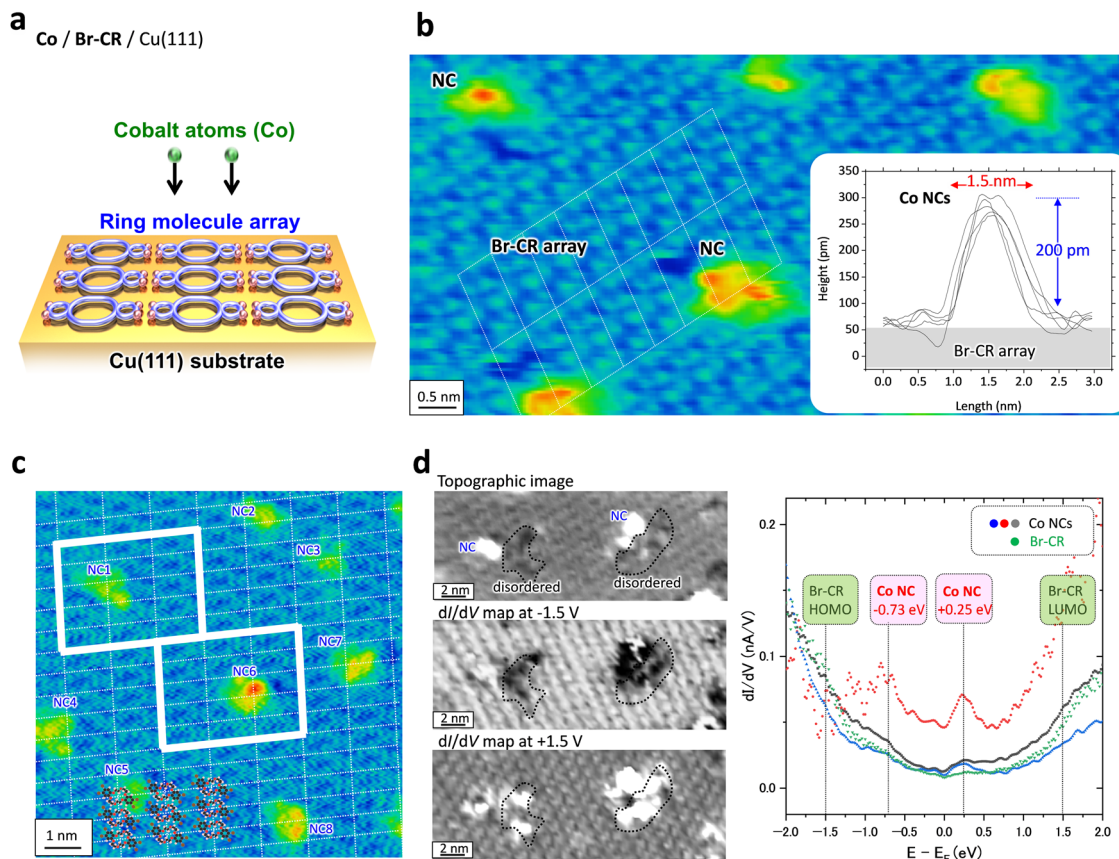 a
Co / Br-CR / Cu(111)
Cobalt atoms (Co)
Ring molecule array
Cu(111) substrate
b
NC
Br-CR array
NC
0.5 nm
Co NCs
1.5 nm
200 pm
Br-CR array
Height (pm)
350
300
250
200
150
100
50
0
0.0 0.5 1.0 1.5 2.0 2.5 3.0
Length (nm)
c
NC2
NC3
NC1
NC7
NC6
NC4
NC5
NC8
1 nm
d
Topographic image
NC
NC
disordered
disordered
2 nm
dI/dV map at -1.5 V
2 nm
dI/dV map at +1.5 V
2 nm
Co NCs
Br-CR
Br-CR
HOMO
Co NC
-0.73 eV
Co NC
+0.25 eV
Br-CR
LUMO
dI/dV (nA/V)
0.2
0.1
0.0
-2.0 -1.5 -1.0 -0.5 0.0 0.5 1.0 1.5 2.0
E − EF (eV)